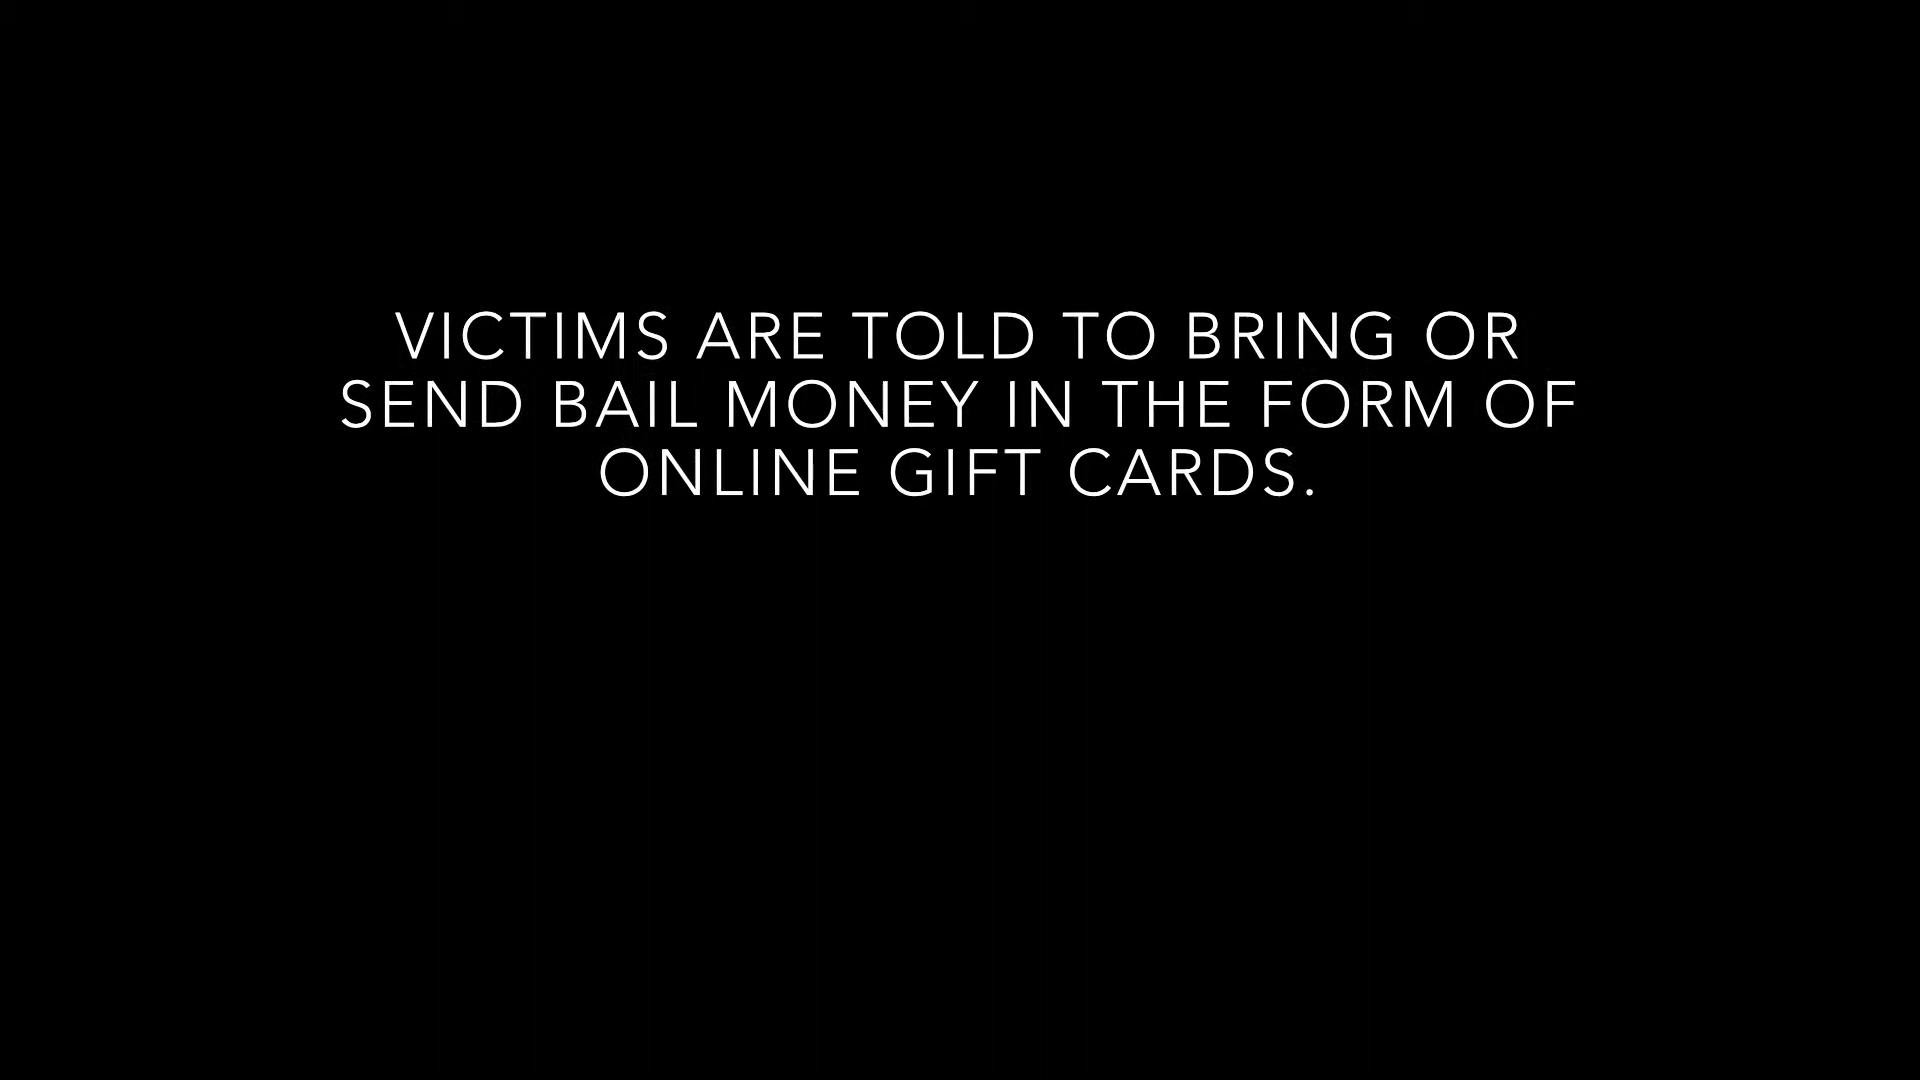 VICTIMS ARE TOLD TO BRING OR
SEND BAIL MONEY IN THE FORM OF
ONLINE GIFT CARDS.